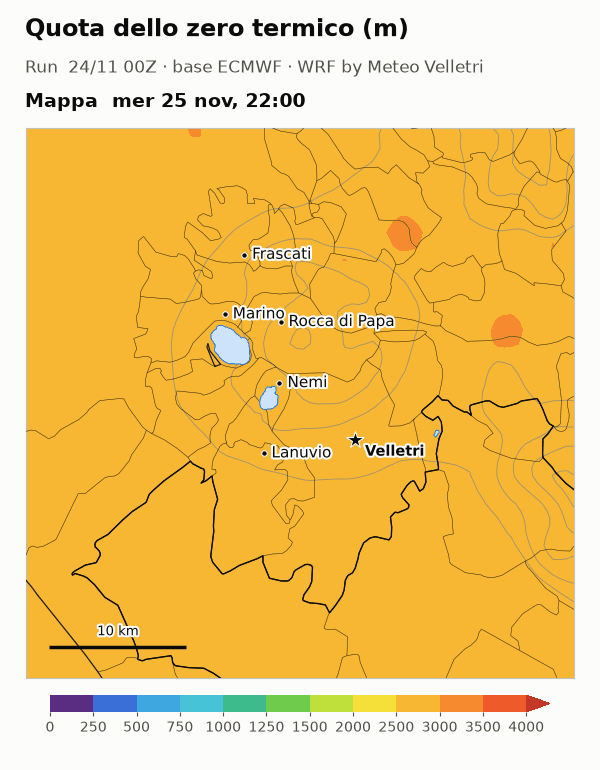 Quota dello zero termico (m)
Run  24/11 00Z · base ECMWF · WRF by Meteo Velletri
Mappa  mer 25 nov, 22:00
Frascati
Marino
Rocca di Papa
Nemi
Velletri
Lanuvio
10 km
0 250 500 750 1000 1250 1500 2000 2500 3000 3500 4000